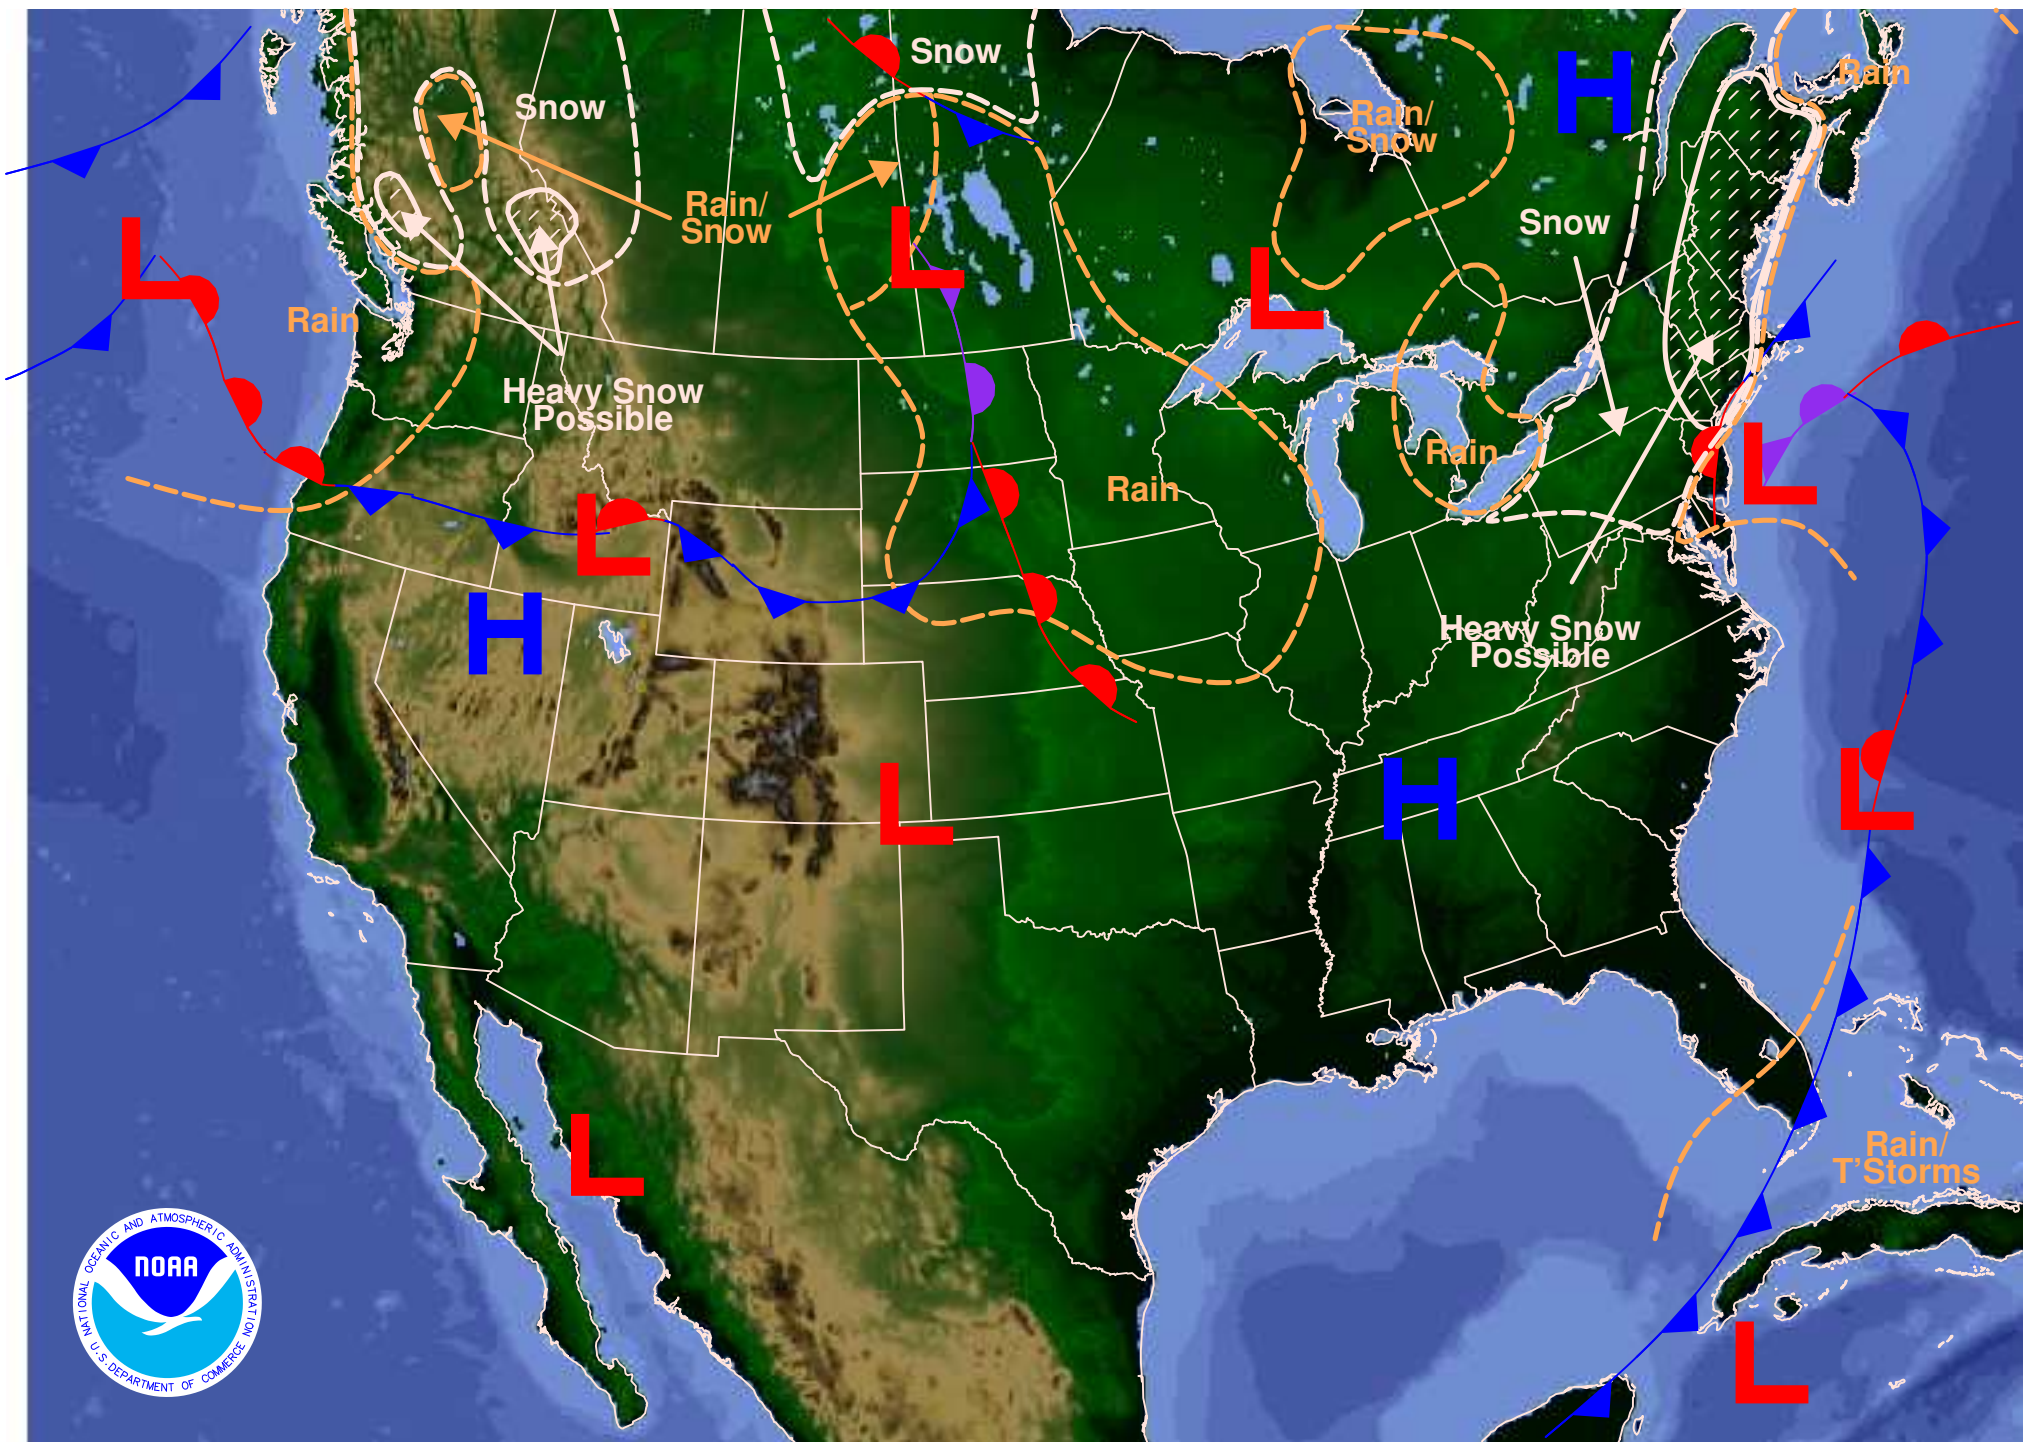 Snow
Rain
Snow
Rain/
Snow
H
Rain/
Snow
Snow
L
L
L
Rain
Heavy Snow
Possible
Rain
Rain
L
L
H
Heavy Snow
Possible
L
H
L
L
Rain/
T'Storms
L
NATIONAL OCEANIC AND ATMOSPHERIC ADMINISTRATION
NOAA
U.S. DEPARTMENT OF COMMERCE